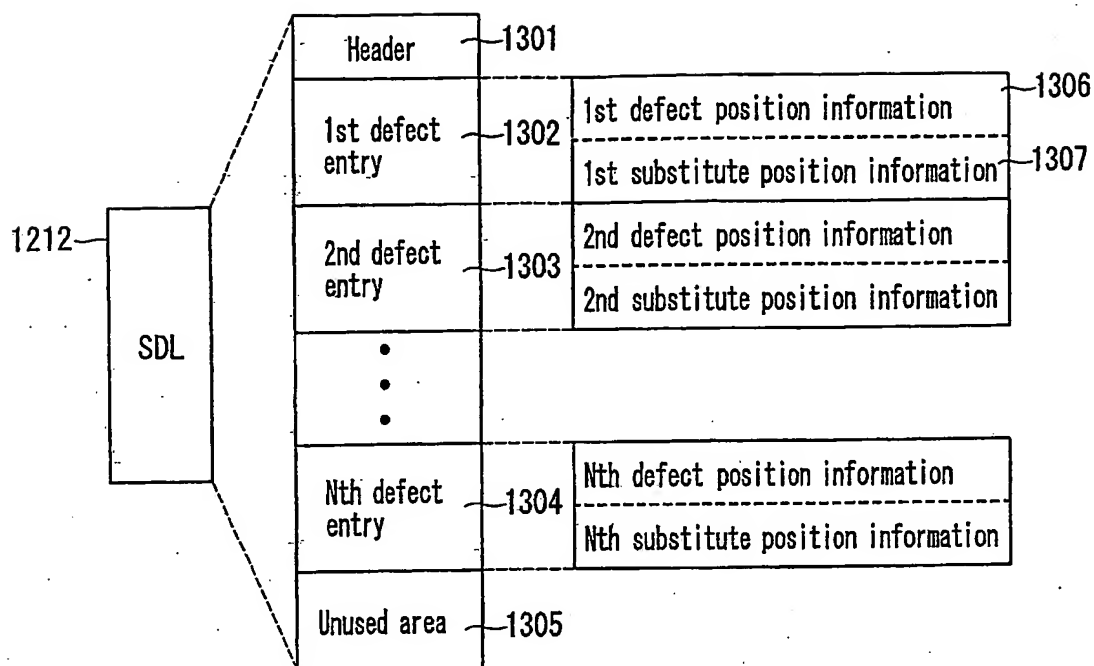 Header
1301
1306
1st defect position information
1st defect
entry
1302
1st substitute position information
1307
1212
2nd defect position information
2nd defect
entry
1303
2nd substitute position information
SDL
Nth defect position information
Nth defect
entry
1304
Nth substitute position information
Unused area
1305